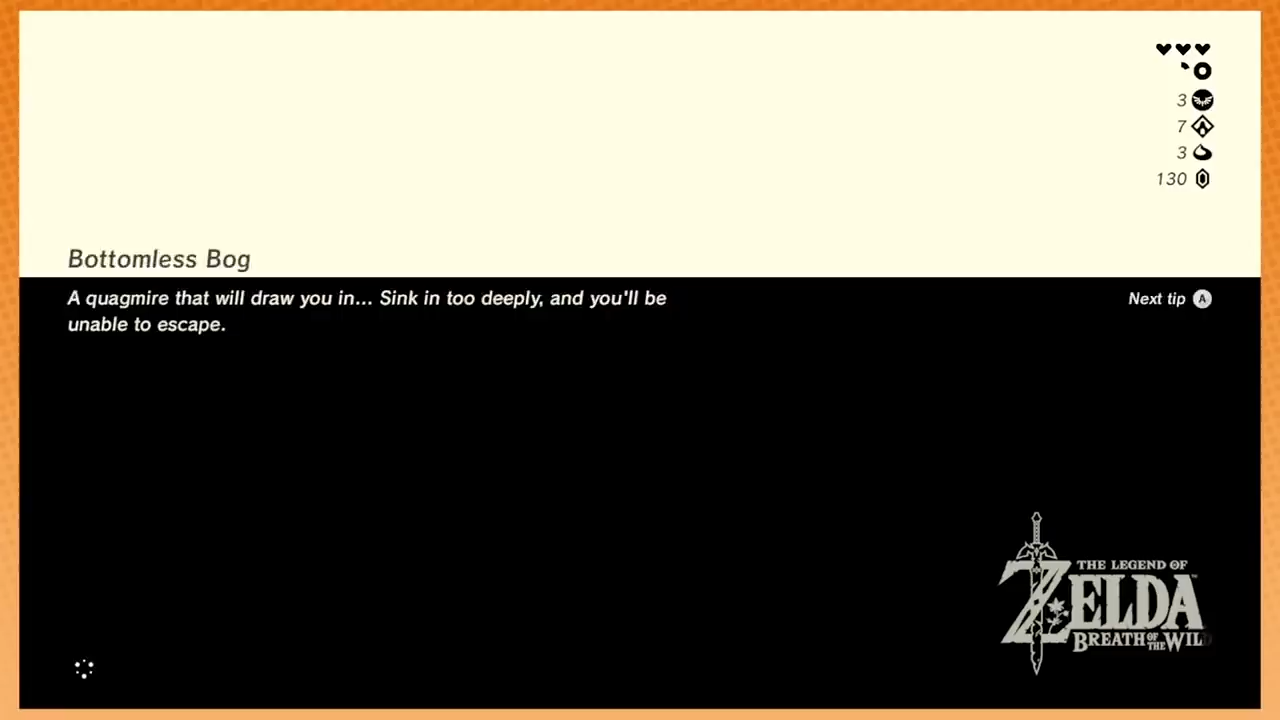 3
7
3
130
Bottomless Bog
A quagmire that will draw you in... Sink in too deeply, and you'll be
unable to escape.
Next tip A
THE LEGEND OF
ZELDA
BREATH OF THE WILD